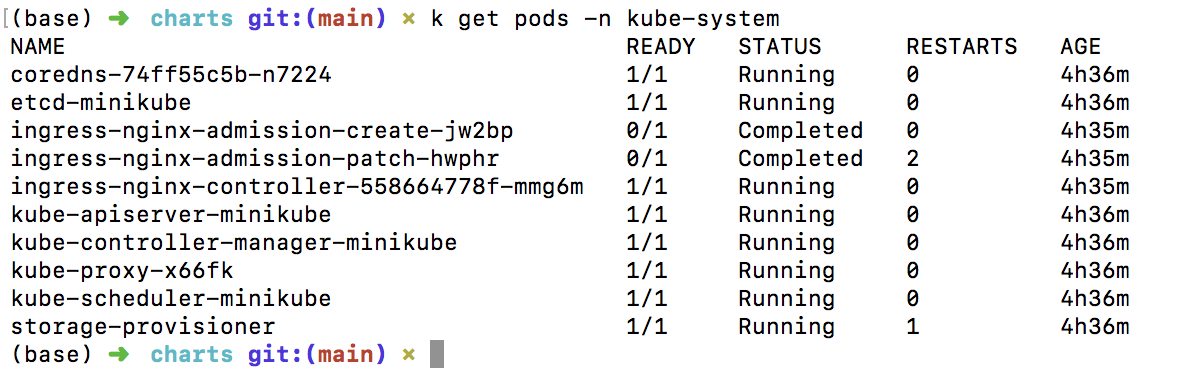 [(base) ➜ charts git:(main) ✗ k get pods -n kube-system
NAME READY STATUS RESTARTS AGE
coredns-74ff55c5b-n7224 1/1 Running 0 4h36m
etcd-minikube 1/1 Running 0 4h36m
ingress-nginx-admission-create-jw2bp 0/1 Completed 0 4h35m
ingress-nginx-admission-patch-hwphr 0/1 Completed 2 4h35m
ingress-nginx-controller-558664778f-mmg6m 1/1 Running 0 4h35m
kube-apiserver-minikube 1/1 Running 0 4h36m
kube-controller-manager-minikube 1/1 Running 0 4h36m
kube-proxy-x66fk 1/1 Running 0 4h36m
kube-scheduler-minikube 1/1 Running 0 4h36m
storage-provisioner 1/1 Running 1 4h36m
(base) ➜ charts git:(main) ✗